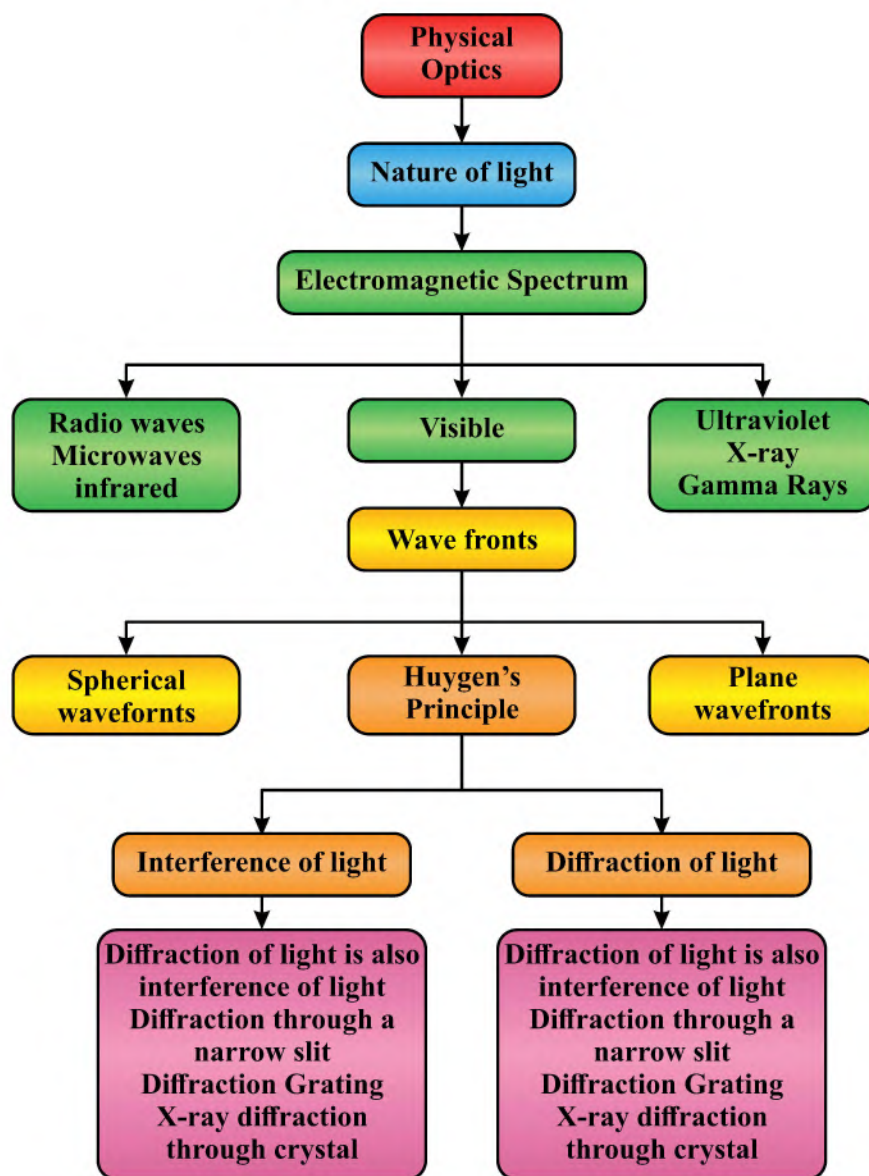 Physical
Optics
Nature of light
Electromagnetic Spectrum
Radio waves
Microwaves
infrared
Visible
Ultraviolet
X-ray
Gamma Rays
Wave fronts
Spherical
wavefornts
Huygen's
Principle
Plane
wavefronts
Interference of light
Diffraction of light
Diffraction of light is also
interference of light
Diffraction through a
narrow slit
Diffraction Grating
X-ray diffraction
through crystal
Diffraction of light is also
interference of light
Diffraction through a
narrow slit
Diffraction Grating
X-ray diffraction
through crystal